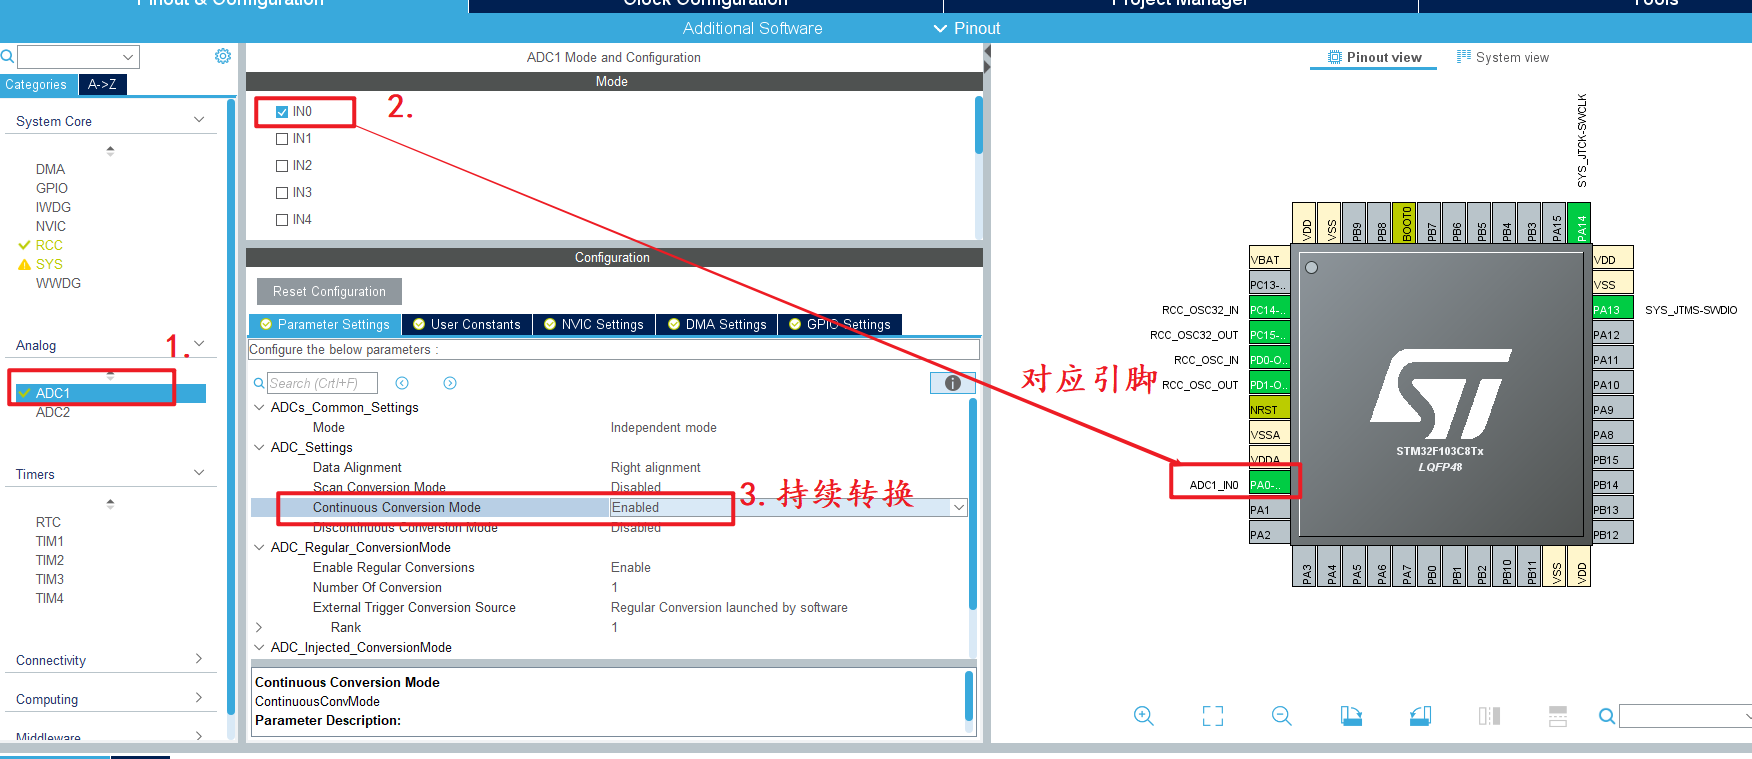 Pinout & Configuration
Clock Configuration
Project Manager
Tools
Additional Software
Pinout
Categories
A->Z
System Core
DMA
GPIO
IWDG
NVIC
RCC
SYS
WWDG
Analog
1.
ADC1
ADC2
Timers
RTC
TIM1
TIM2
TIM3
TIM4
Connectivity
Computing
Middleware
ADC1 Mode and Configuration
Mode
IN0
2.
IN1
IN2
IN3
IN4
Configuration
Reset Configuration
Parameter Settings
User Constants
NVIC Settings
DMA Settings
GPIO Settings
Configure the below parameters :
Search (Crtl+F)
ADCs_Common_Settings
Mode Independent mode
ADC_Settings
Data Alignment Right alignment
Scan Conversion Mode Disabled
Continuous Conversion Mode Enabled
3. 持续转换
Discontinuous Conversion Mode Disabled
ADC_Regular_ConversionMode
Enable Regular Conversions Enable
Number Of Conversion 1
External Trigger Conversion Source Regular Conversion launched by software
Rank 1
ADC_Injected_ConversionMode
Continuous Conversion Mode
ContinuousConvMode
Parameter Description:
Pinout view
System view
SYS_JTCK-SWCLK
VDD
VSS
PB9
PB8
BOOT0
PB7
PB6
PB5
PB4
PB3
PA15
PA14
VBAT
PC13-..
RCC_OSC32_IN PC14-..
RCC_OSC32_OUT PC15-..
RCC_OSC_IN PD0-O..
对应引脚
RCC_OSC_OUT PD1-O..
NRST
VSSA
VDDA
ADC1_IN0 PA0-..
PA1
PA2
STM32F103C8Tx
LQFP48
VDD
VSS
PA13 SYS_JTMS-SWDIO
PA12
PA11
PA10
PA9
PA8
PB15
PB14
PB13
PB12
PA3
PA4
PA5
PA6
PA7
PB0
PB1
PB2
PB10
PB11
VSS
VDD